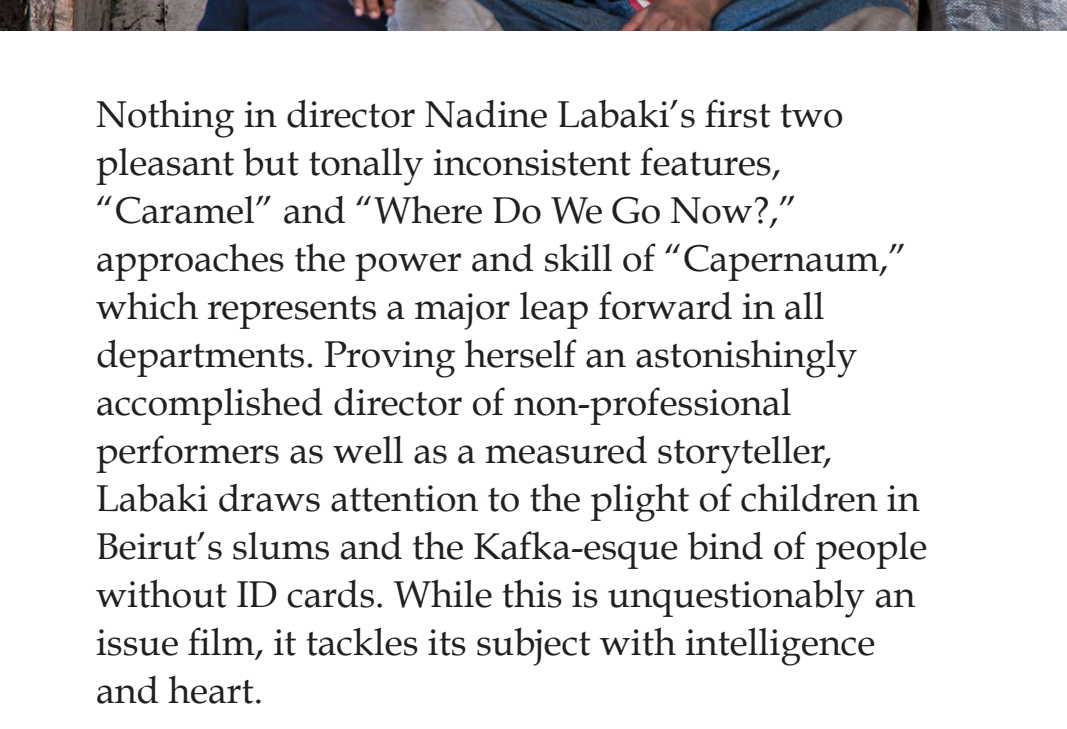 Nothing in director Nadine Labaki’s first two
pleasant but tonally inconsistent features,
“Caramel” and “Where Do We Go Now?,”
approaches the power and skill of “Capernaum,”
which represents a major leap forward in all
departments. Proving herself an astonishingly
accomplished director of non-professional
performers as well as a measured storyteller,
Labaki draws attention to the plight of children in
Beirut’s slums and the Kafka-esque bind of people
without ID cards. While this is unquestionably an
issue film, it tackles its subject with intelligence
and heart.